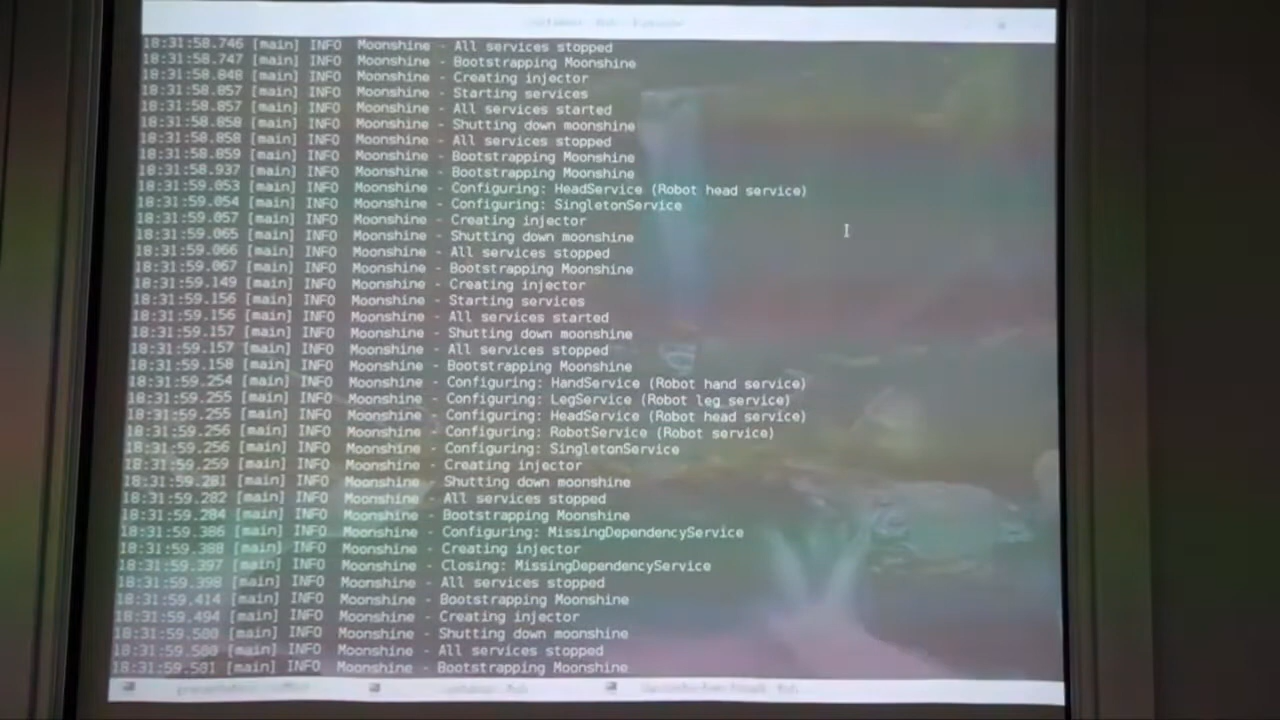 18:31:58.746 [main] INFO  Moonshine - All services stopped
18:31:58.747 [main] INFO  Moonshine - Bootstrapping Moonshine
18:31:58.848 [main] INFO  Moonshine - Creating injector
18:31:58.857 [main] INFO  Moonshine - Starting services
18:31:58.857 [main] INFO  Moonshine - All services started
18:31:58.858 [main] INFO  Moonshine - Shutting down moonshine
18:31:58.858 [main] INFO  Moonshine - All services stopped
18:31:58.859 [main] INFO  Moonshine - Bootstrapping Moonshine
18:31:58.937 [main] INFO  Moonshine - Bootstrapping Moonshine
18:31:59.053 [main] INFO  Moonshine - Configuring: HeadService (Robot head service)
18:31:59.054 [main] INFO  Moonshine - Configuring: SingletonService
18:31:59.057 [main] INFO  Moonshine - Creating injector
18:31:59.065 [main] INFO  Moonshine - Shutting down moonshine
18:31:59.066 [main] INFO  Moonshine - All services stopped
18:31:59.067 [main] INFO  Moonshine - Bootstrapping Moonshine
18:31:59.149 [main] INFO  Moonshine - Creating injector
18:31:59.156 [main] INFO  Moonshine - Starting services
18:31:59.156 [main] INFO  Moonshine - All services started
18:31:59.157 [main] INFO  Moonshine - Shutting down moonshine
18:31:59.157 [main] INFO  Moonshine - All services stopped
18:31:59.158 [main] INFO  Moonshine - Bootstrapping Moonshine
18:31:59.254 [main] INFO  Moonshine - Configuring: HandService (Robot hand service)
18:31:59.255 [main] INFO  Moonshine - Configuring: LegService (Robot leg service)
18:31:59.255 [main] INFO  Moonshine - Configuring: HeadService (Robot head service)
18:31:59.256 [main] INFO  Moonshine - Configuring: RobotService (Robot service)
18:31:59.256 [main] INFO  Moonshine - Configuring: SingletonService
18:31:59.259 [main] INFO  Moonshine - Creating injector
18:31:59.281 [main] INFO  Moonshine - Shutting down moonshine
18:31:59.282 [main] INFO  Moonshine - All services stopped
18:31:59.284 [main] INFO  Moonshine - Bootstrapping Moonshine
18:31:59.386 [main] INFO  Moonshine - Configuring: MissingDependencyService
18:31:59.388 [main] INFO  Moonshine - Creating injector
18:31:59.397 [main] INFO  Moonshine - Closing: MissingDependencyService
18:31:59.398 [main] INFO  Moonshine - All services stopped
18:31:59.414 [main] INFO  Moonshine - Bootstrapping Moonshine
18:31:59.494 [main] INFO  Moonshine - Creating injector
18:31:59.500 [main] INFO  Moonshine - Shutting down moonshine
18:31:59.500 [main] INFO  Moonshine - All services stopped
18:31:59.501 [main] INFO  Moonshine - Bootstrapping Moonshine